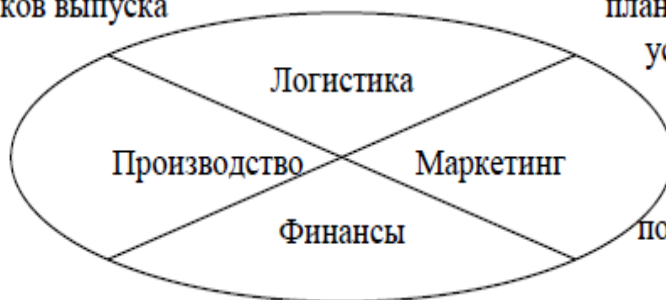 ков выпуска
план
ус
Логистика
Производство Маркетинг
по
Финансы